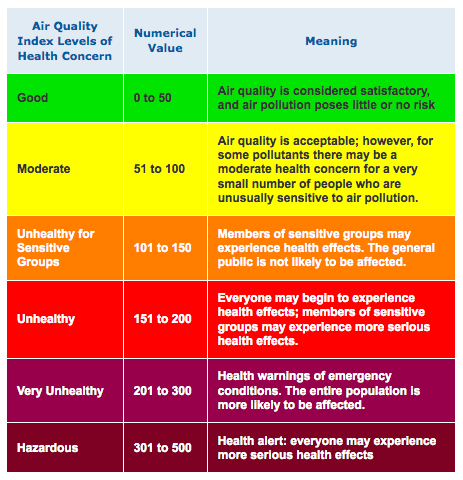 Air Quality
Index Levels of
Health Concern
Numerical
Value
Meaning
Good
0 to 50
Air quality is considered satisfactory,
and air pollution poses little or no risk
Moderate
51 to 100
Air quality is acceptable; however, for
some pollutants there may be a
moderate health concern for a very
small number of people who are
unusually sensitive to air pollution.
Unhealthy for
Sensitive
Groups
101 to 150
Members of sensitive groups may
experience health effects. The general
public is not likely to be affected.
Unhealthy
151 to 200
Everyone may begin to experience
health effects; members of sensitive
groups may experience more serious
health effects.
Very Unhealthy
201 to 300
Health warnings of emergency
conditions. The entire population is
more likely to be affected.
Hazardous
301 to 500
Health alert: everyone may experience
more serious health effects